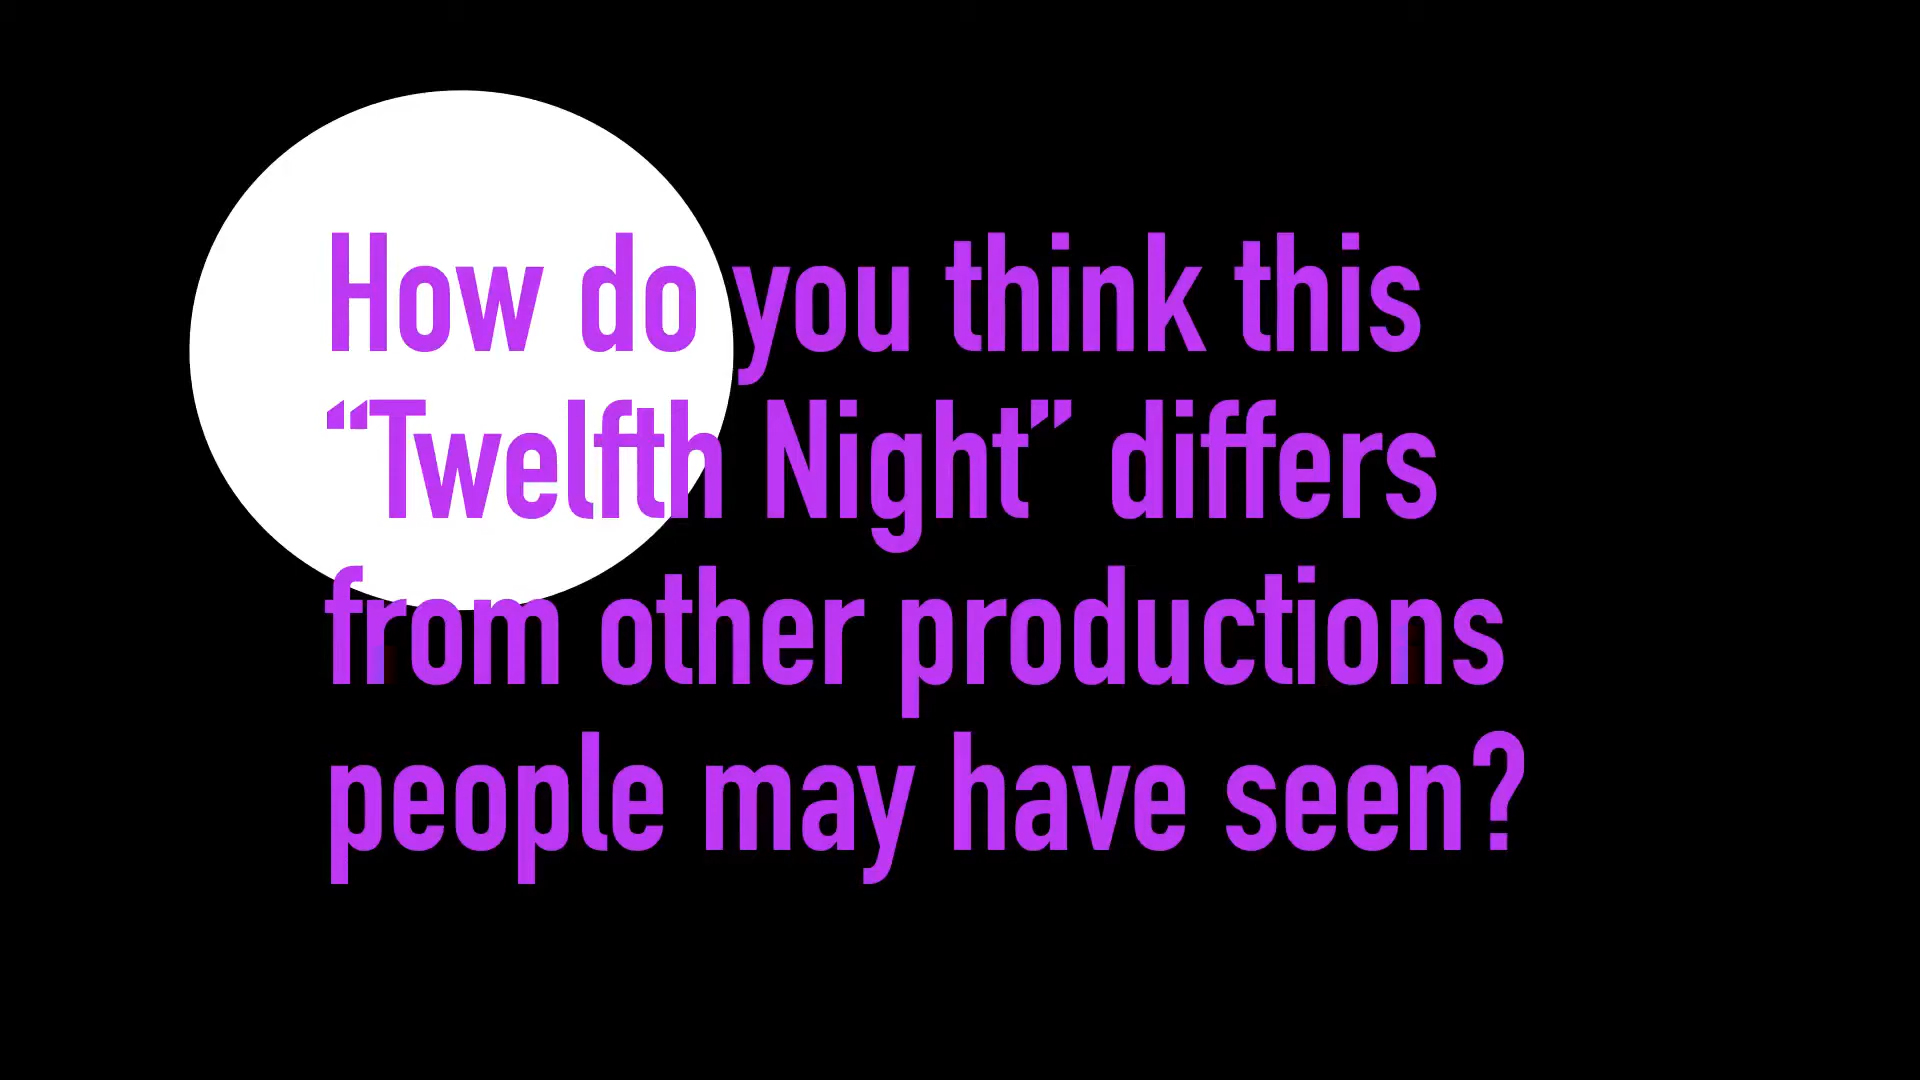 How do you think this
“Twelfth Night” differs
from other productions
people may have seen?